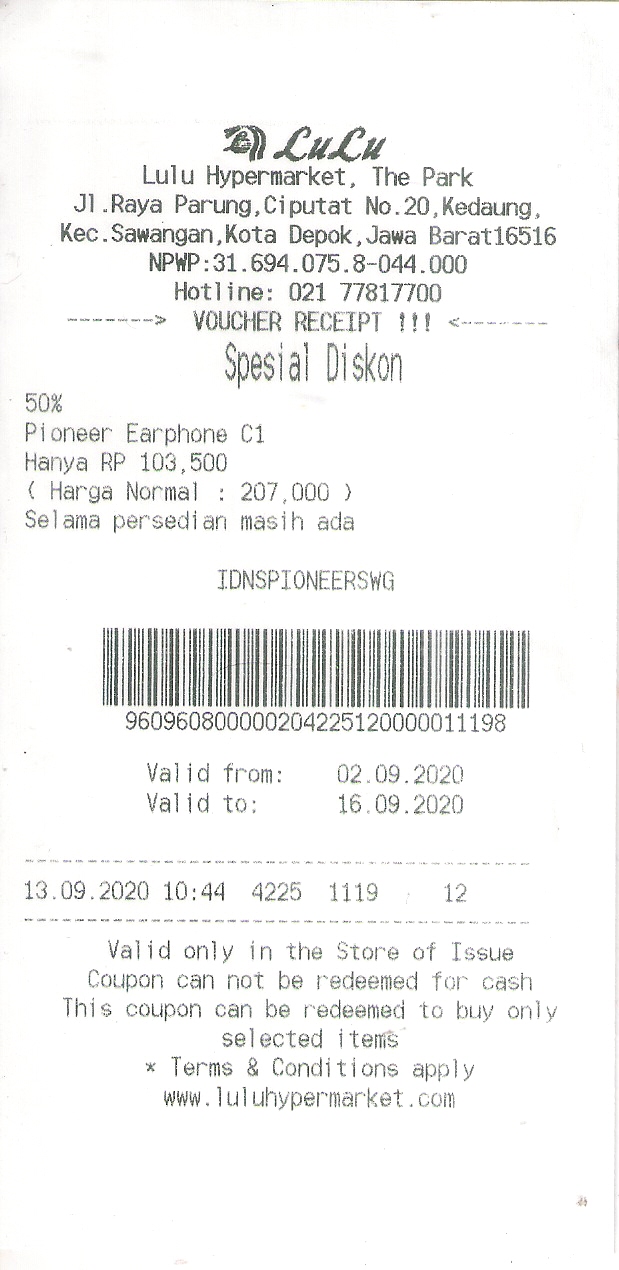 LuLu
Lulu Hypermarket, The Park
Jl.Raya Parung,Ciputat No.20,Kedaung,
Kec.Sawangan,Kota Depok,Jawa Barat16516
NPWP:31.694.075.8-044.000
Hotline: 021 77817700
------> VOUCHER RECEIPT !!! <------
Spesial Diskon
50%
Pioneer Earphone C1
Hanya RP 103,500
( Harga Normal : 207,000 )
Selama persedian masih ada
IDNSPIONEERSWG
960960800000204225120000011198
Valid from: 02.09.2020
Valid to: 16.09.2020
13.09.2020 10:44 4225 1119 12
Valid only in the Store of Issue
Coupon can not be redeemed for cash
This coupon can be redeemed to buy only
selected items
* Terms & Conditions apply
www.luluhypermarket.com